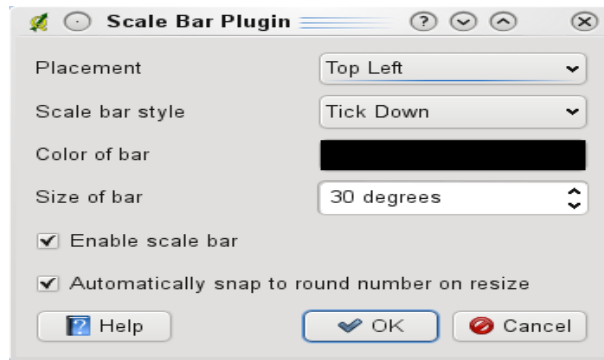 Scale Bar Plugin
Placement Top Left
Scale bar style Tick Down
Color of bar
Size of bar 30 degrees
Enable scale bar
Automatically snap to round number on resize
Help OK Cancel